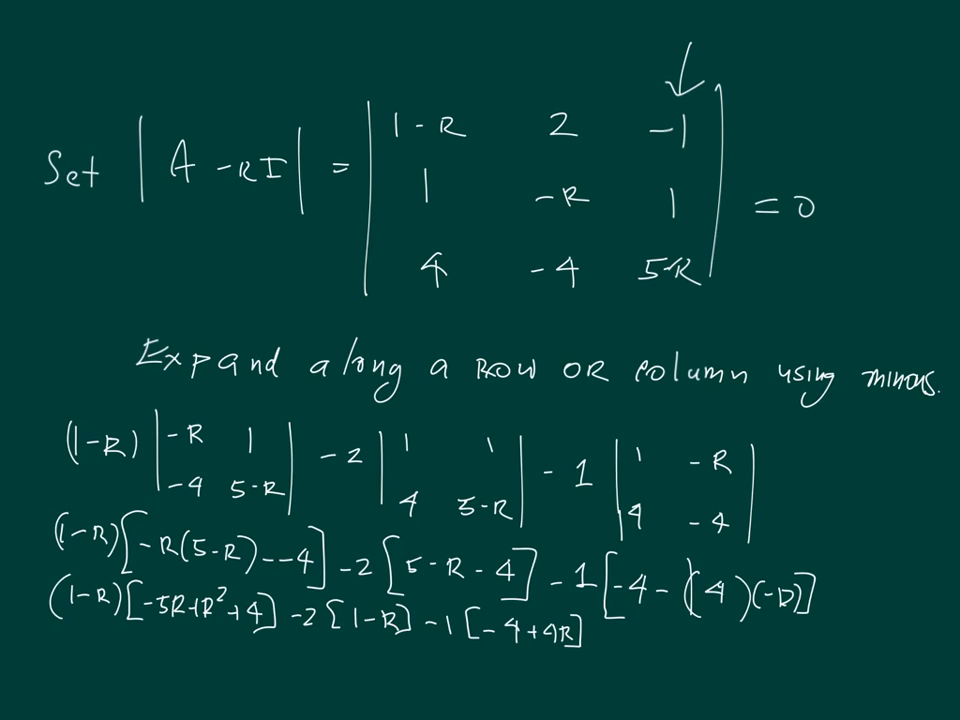 Set |A - RI| = | 1-R 2 -1 |
| 1 -R 1 | = 0
| 4 -4 5-R |
Expand along a Row OR column using minors.
(1-R) | -R 1 | - 2 | 1 1 | - 1 | 1 -R |
| -4 5-R | | 4 5-R | | 4 -4 |
(1-R)[-R(5-R) - -4] - 2 [5-R-4] - 1 [-4 - (4)(-R)]
(1-R)[-5R+R²+4] -2 [1-R] -1 [-4+4R]